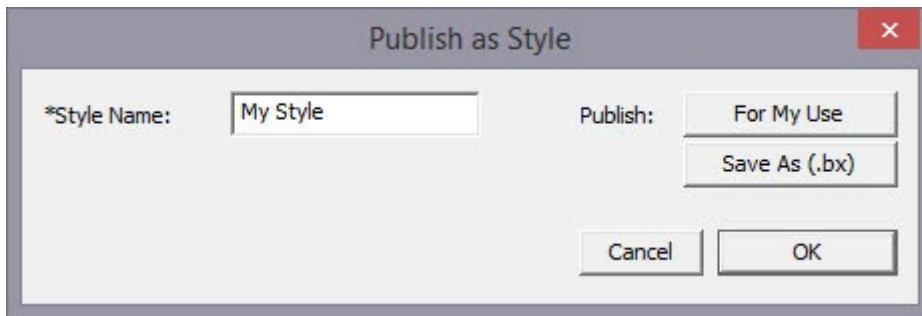 Publish as Style
*Style Name: My Style Publish: For My Use
Save As (.bx)
Cancel OK